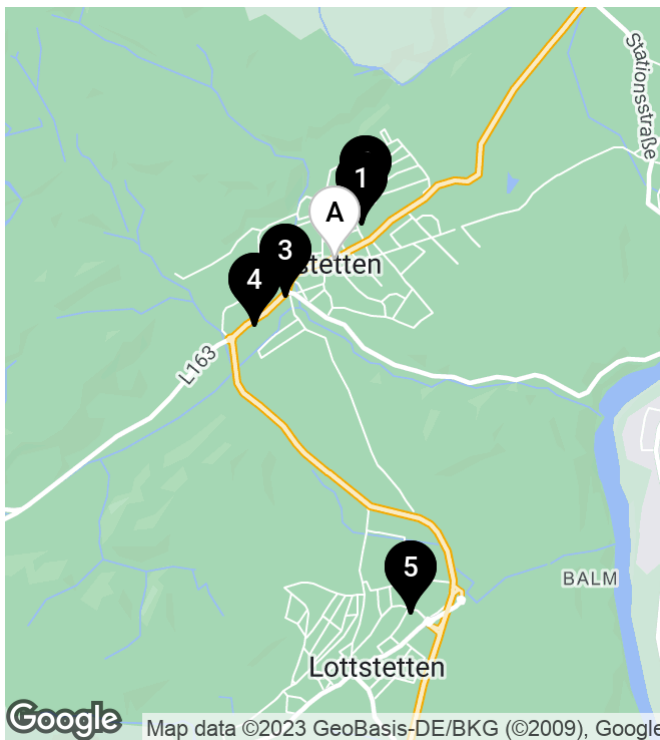 Stationsstraße
1
A
3
stetten
4
L163
5
BALM
Lottstetten
Google
Map data ©2023 GeoBasis-DE/BKG (©2009), Google